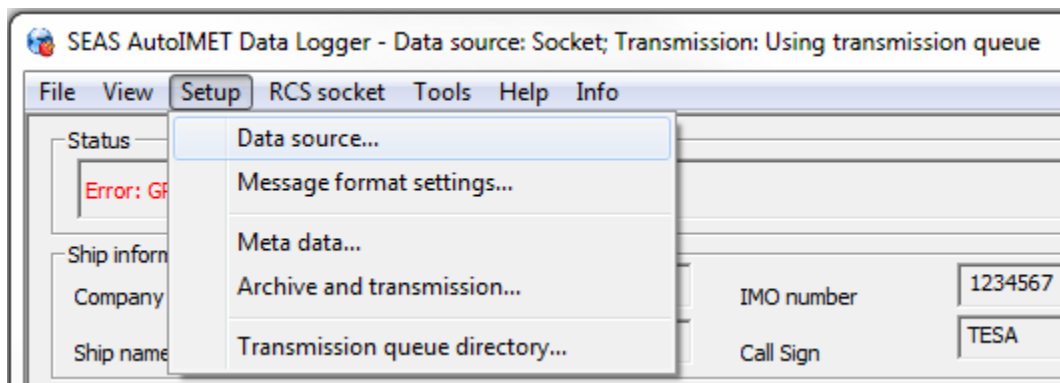 SEAS AutoIMET Data Logger - Data source: Socket; Transmission: Using transmission queue
File View Setup RCS socket Tools Help Info
Data source...
Message format settings...
Meta data...
Archive and transmission...
Transmission queue directory...
Status
Error:
Ship
Company
IMO number 1234567
Ship name
Call Sign TESA